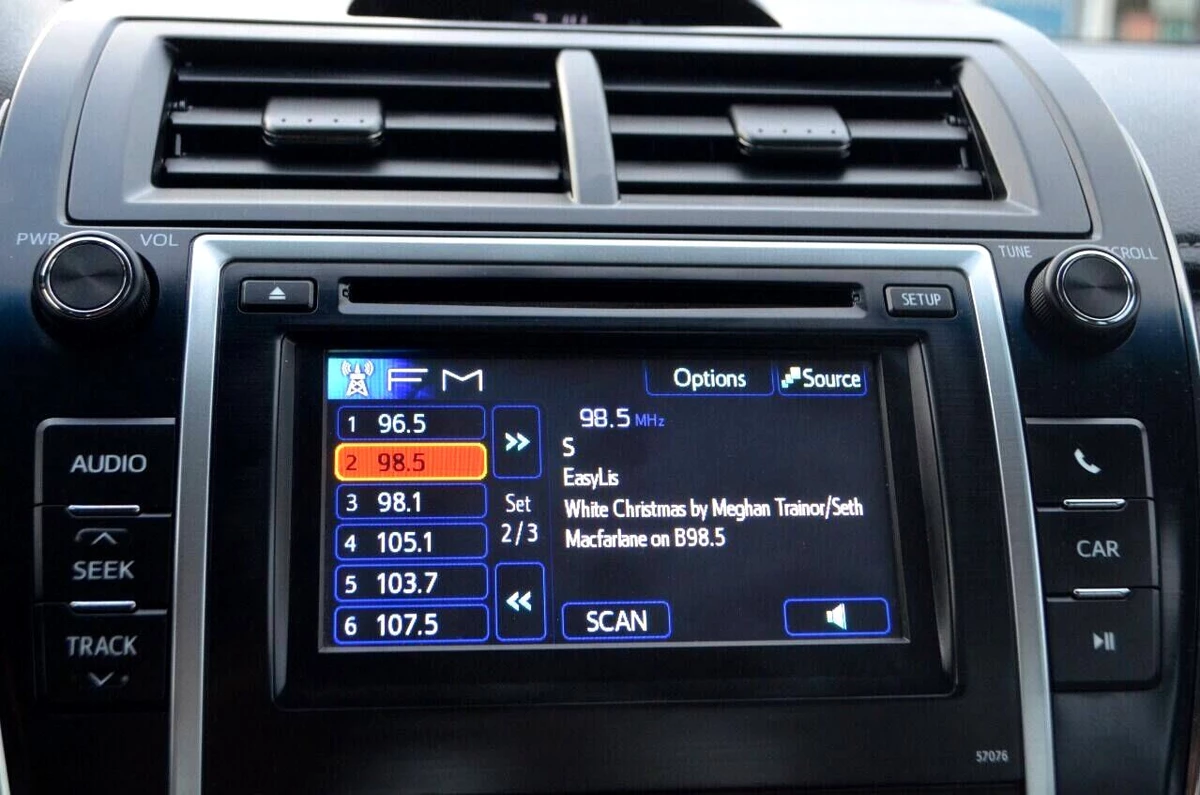 PWR
VOL
TUNE
SCROLL
SETUP
FM
Options
Source
1 96.5
98.5 MHz
2 98.5
S
EasyLis
3 98.1
Set
White Christmas by Meghan Trainor/Seth
2/3
4 105.1
Macfarlane on B98.5
5 103.7
6 107.5
SCAN
AUDIO
SEEK
TRACK
CAR
57076